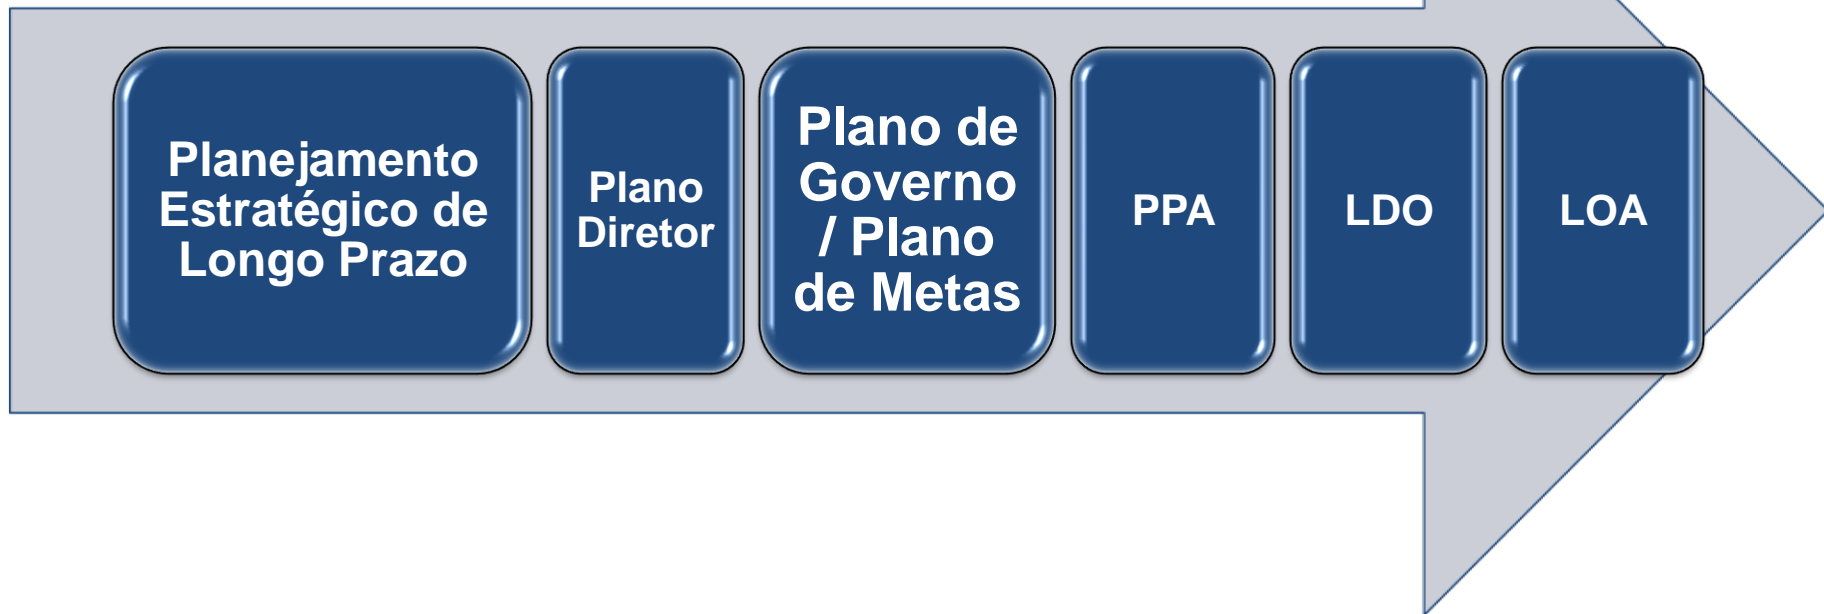 Planejamento
Estratégico de
Longo Prazo
Plano
Diretor
Plano de
Governo
/ Plano
de Metas
PPA
LDO
LOA